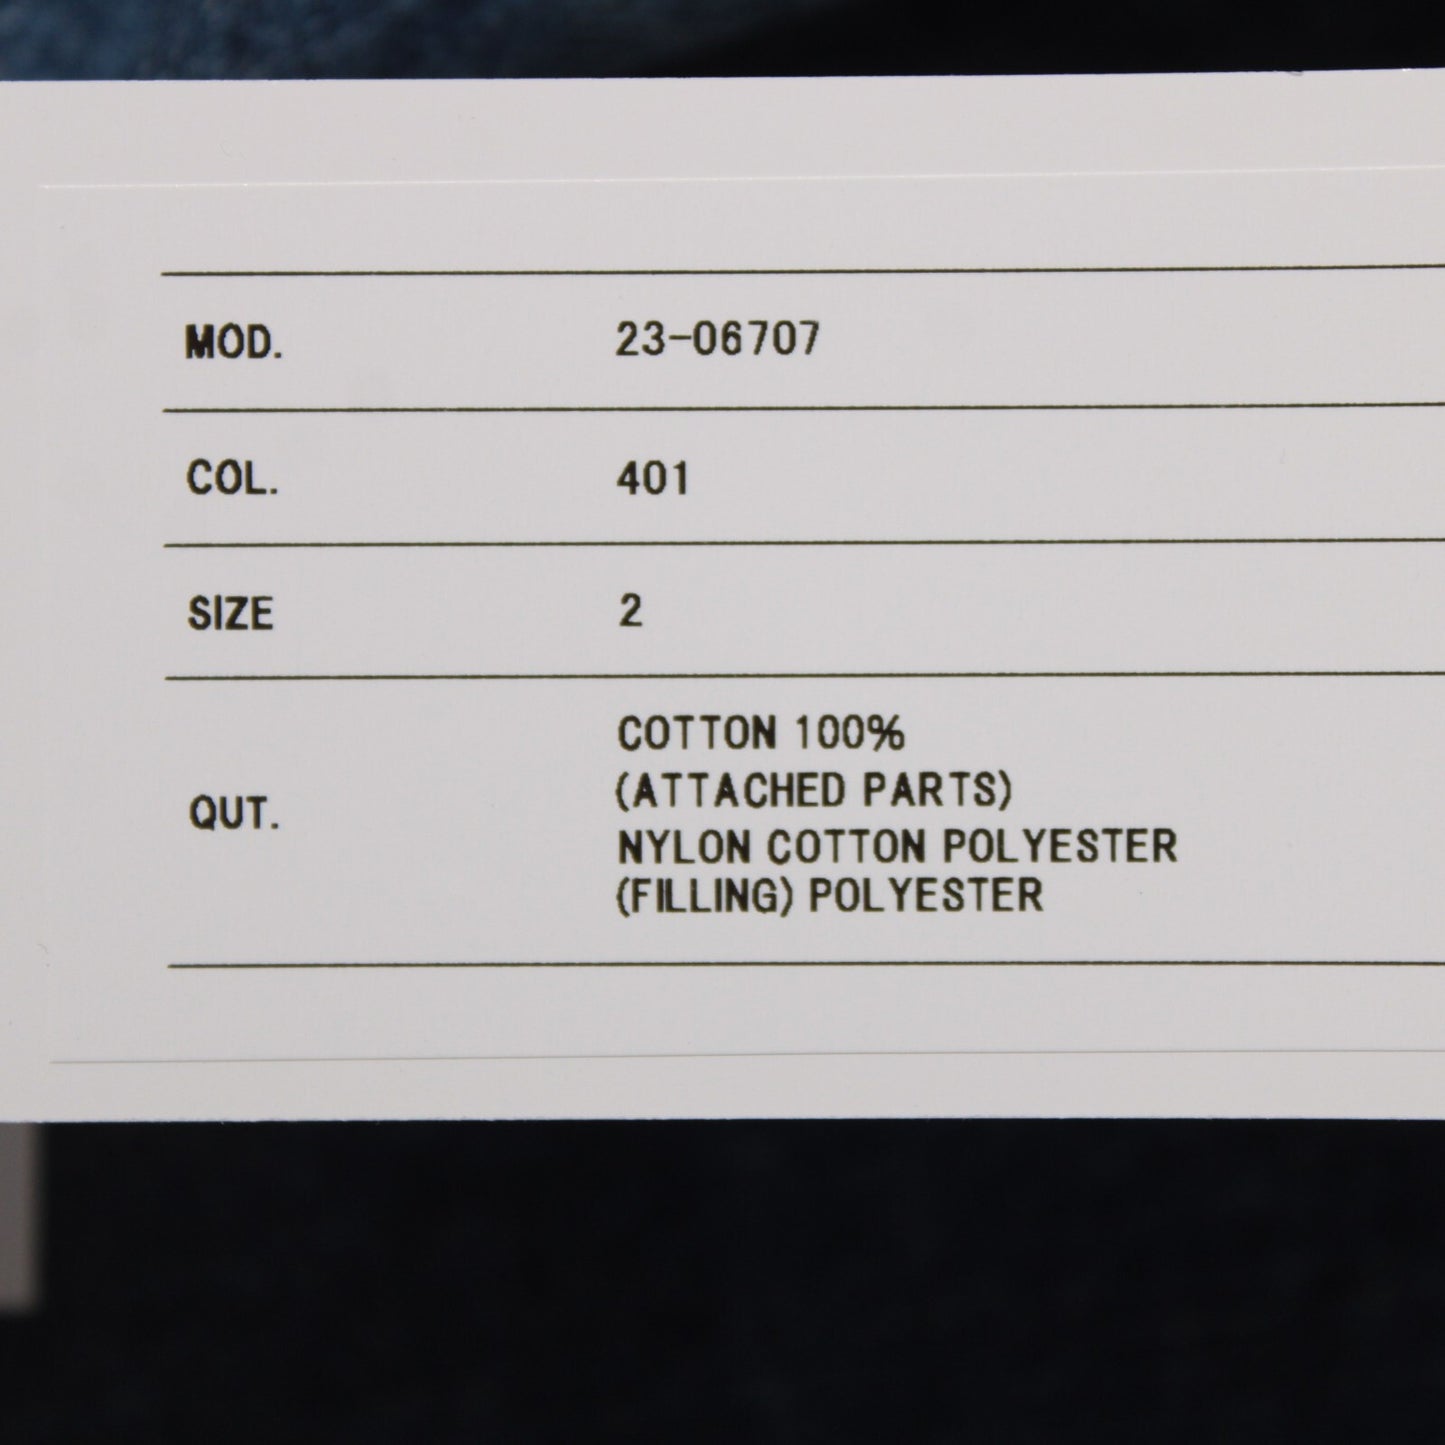 MOD. 23-06707
COL. 401
SIZE 2
QUT. COTTON 100%
(ATTACHED PARTS)
NYLON COTTON POLYESTER
(FILLING) POLYESTER